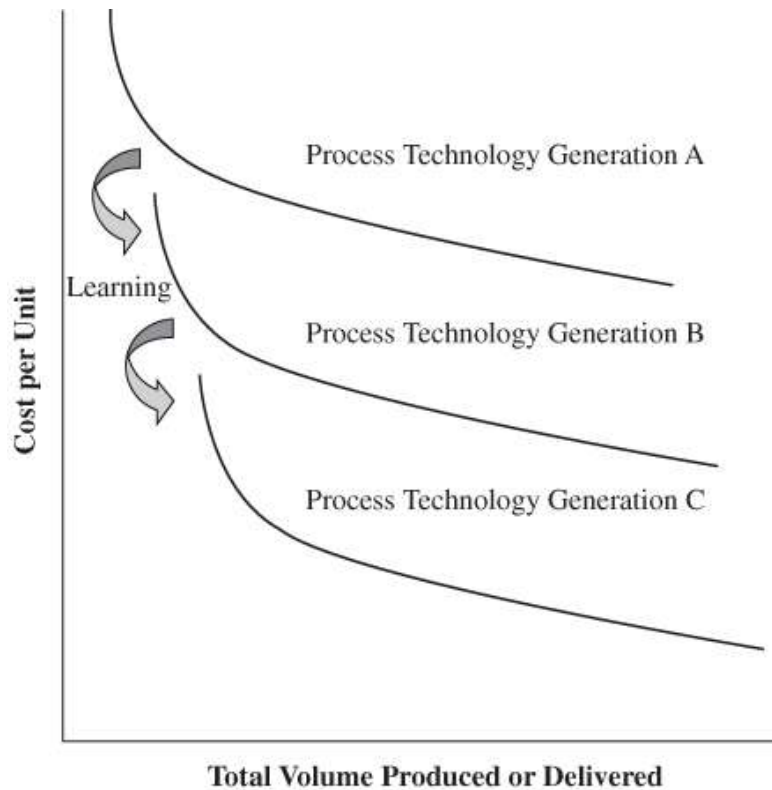 Process Technology Generation A
Learning
Process Technology Generation B
Process Technology Generation C
Cost per Unit
Total Volume Produced or Delivered